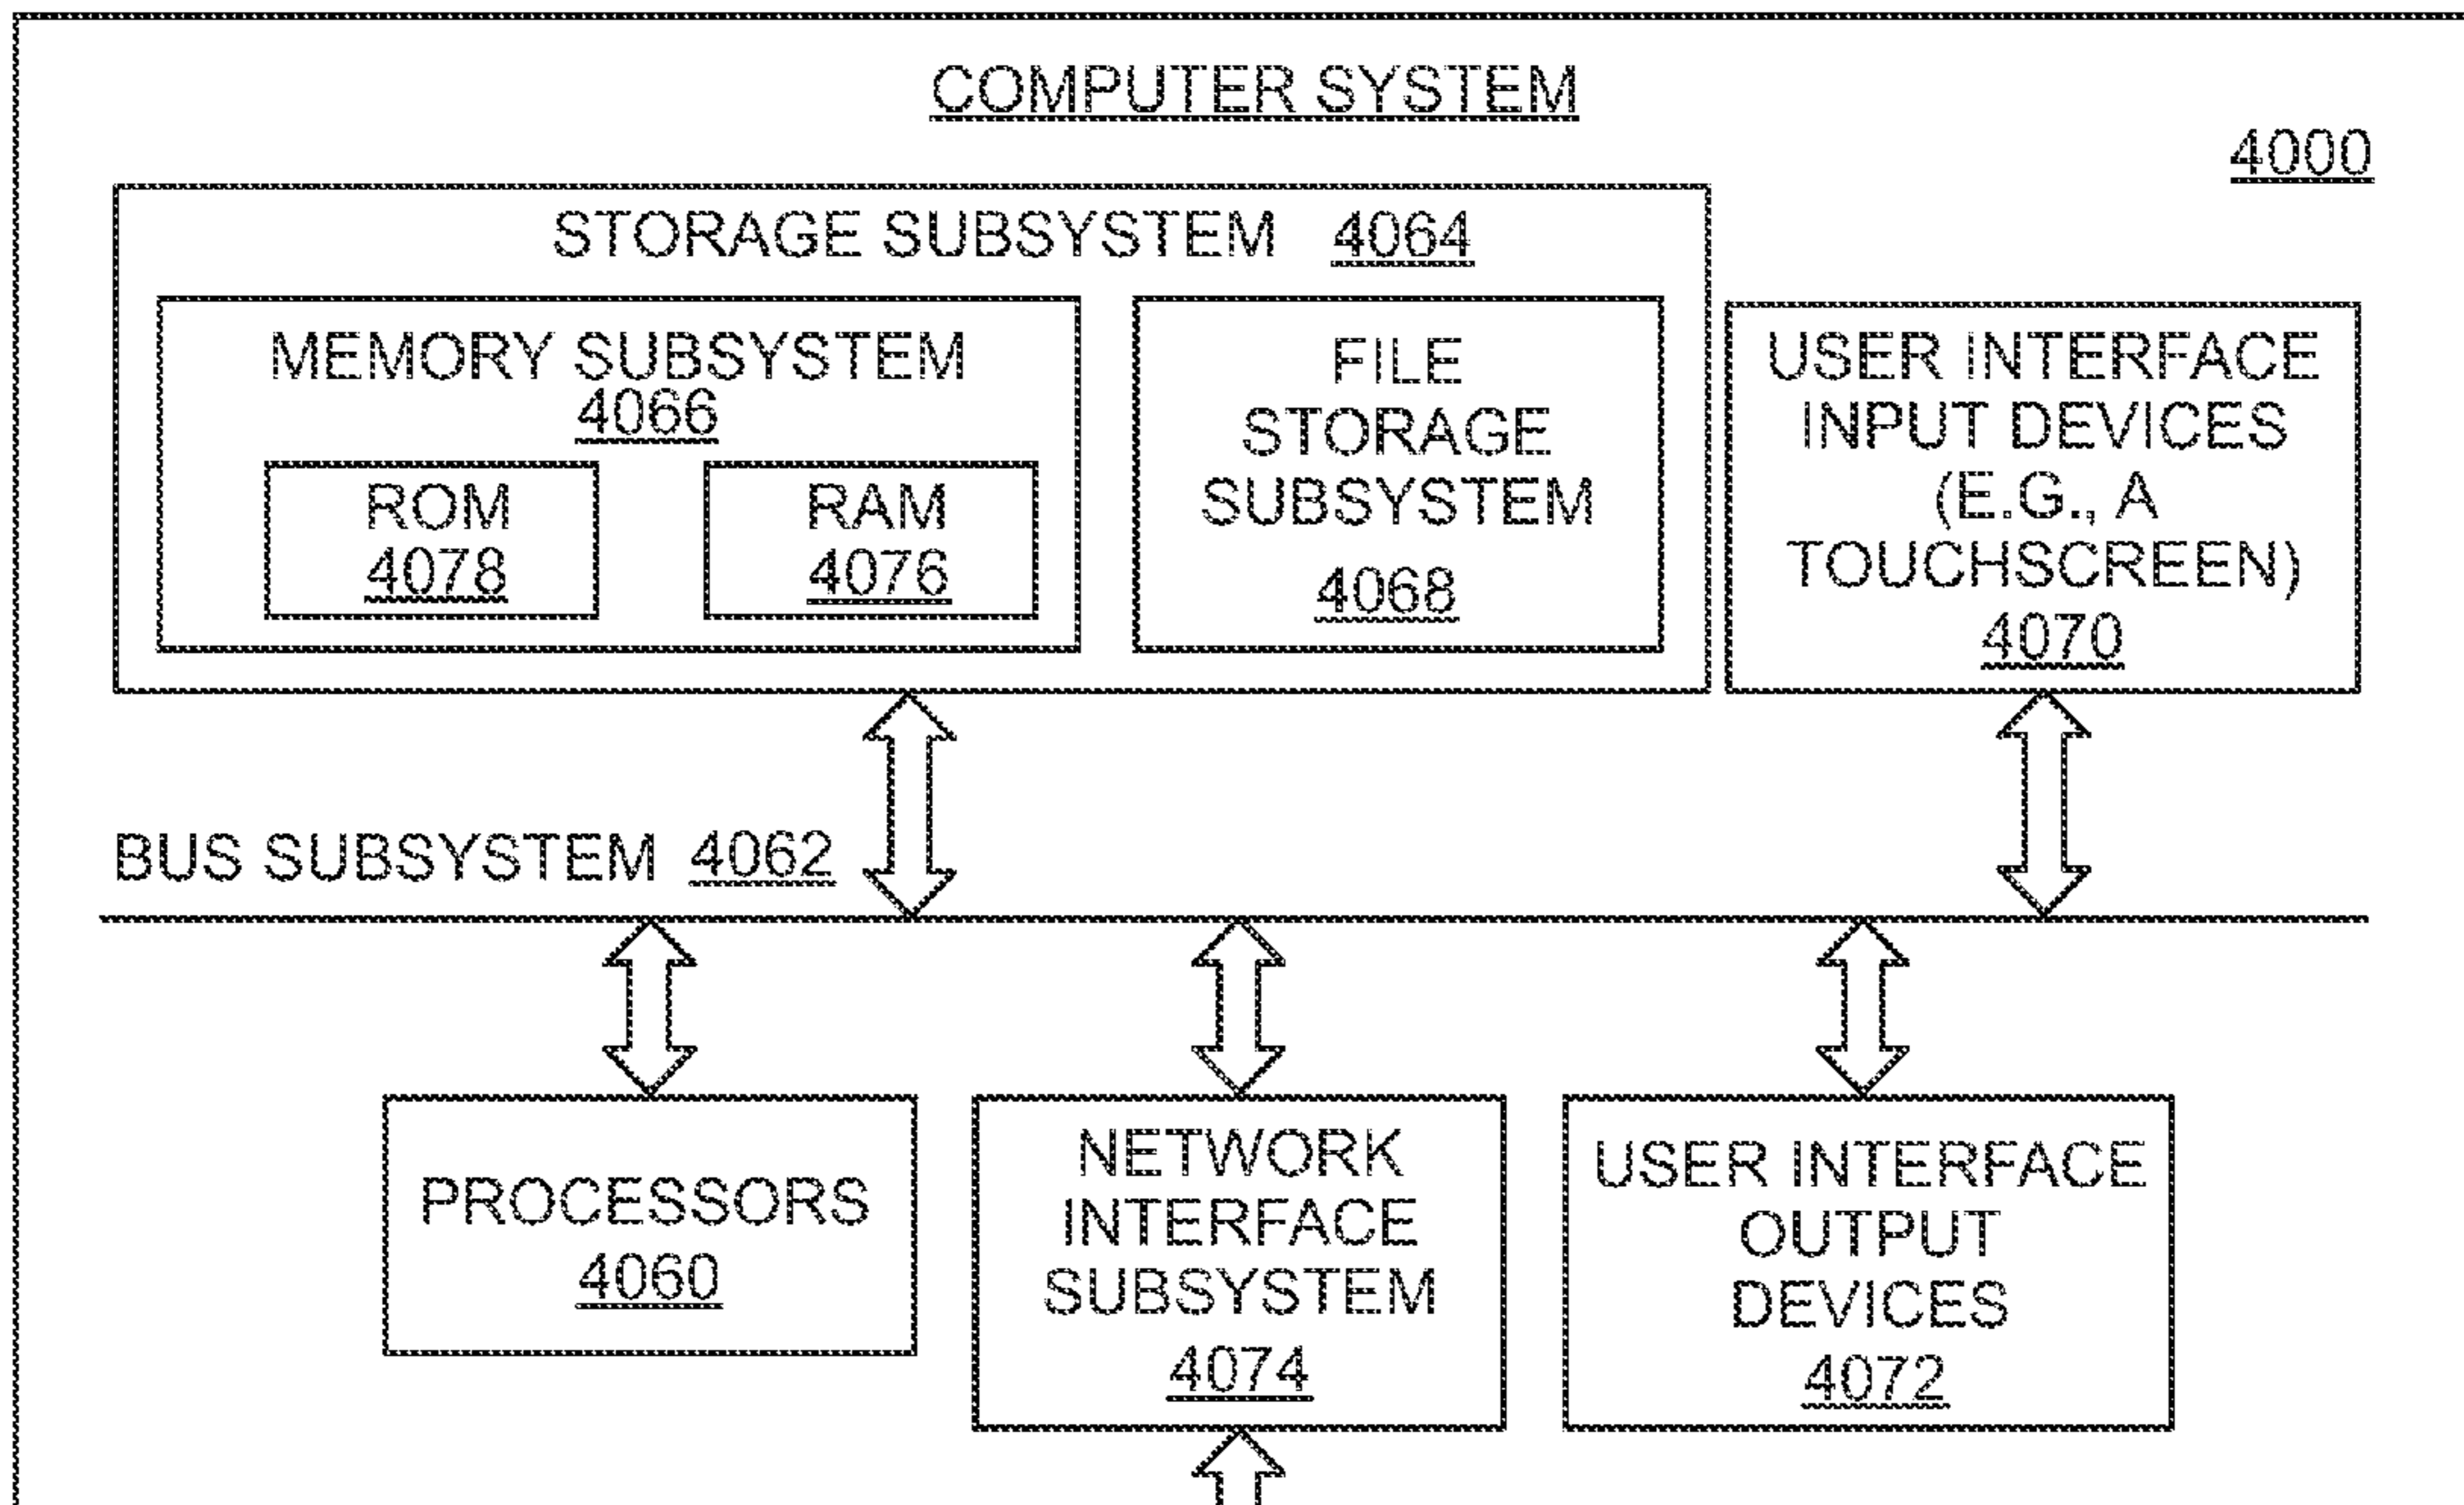 COMPUTER SYSTEM
4000
STORAGE SUBSYSTEM 4064
MEMORY SUBSYSTEM
4066
ROM
4078
RAM
4076
FILE
STORAGE
SUBSYSTEM
4068
USER INTERFACE
INPUT DEVICES
(E.G., A
TOUCHSCREEN)
4070
BUS SUBSYSTEM 4062
PROCESSORS
4060
NETWORK
INTERFACE
SUBSYSTEM
4074
USER INTERFACE
OUTPUT
DEVICES
4072